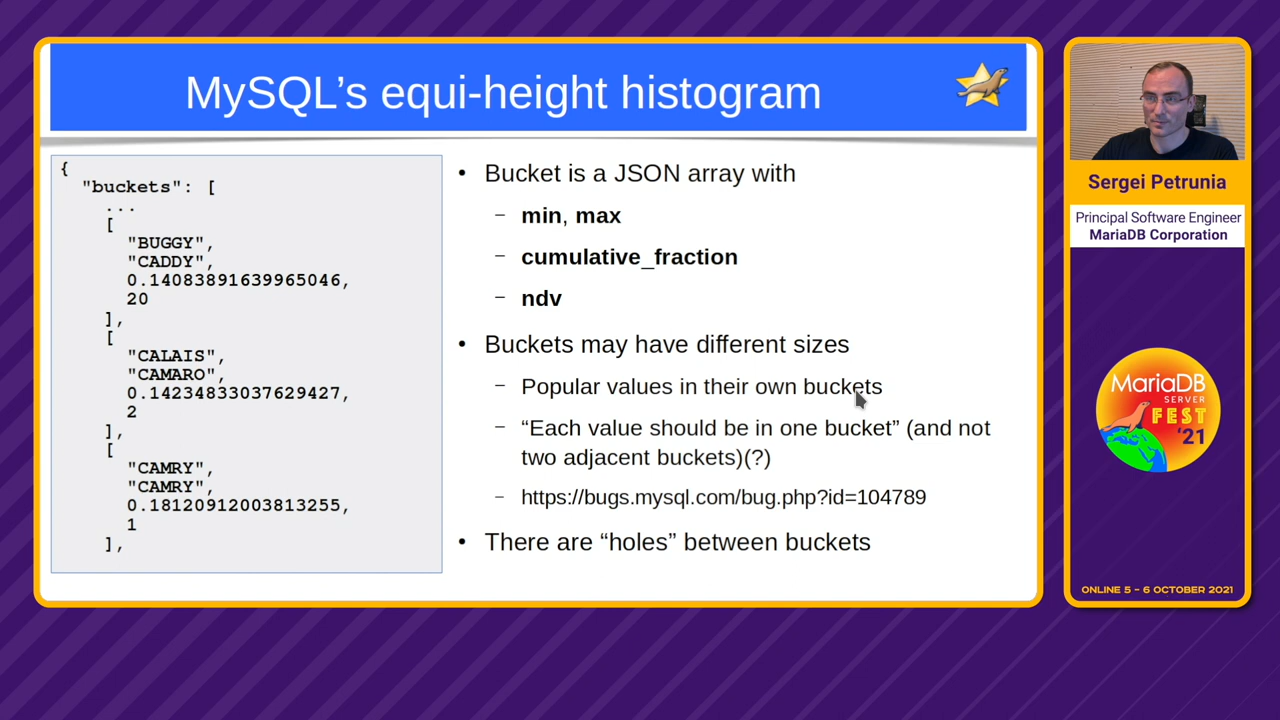 MySQL’s equi-height histogram
{
"buckets": [
...
[
"BUGGY",
"CADDY",
0.14083891639965046,
20
],
[
"CALAIS",
"CAMARO",
0.14234833037629427,
2
],
[
"CAMRY",
"CAMRY",
0.18120912003813255,
1
],
• Bucket is a JSON array with
– min, max
– cumulative_fraction
– ndv
• Buckets may have different sizes
– Popular values in their own buckets
– “Each value should be in one bucket” (and not
two adjacent buckets)(?)
– https://bugs.mysql.com/bug.php?id=104789
• There are “holes” between buckets
Sergei Petrunia
Principal Software Engineer
MariaDB Corporation
MariaDB
SERVER
FEST
'21
ONLINE 5 – 6 OCTOBER 2021